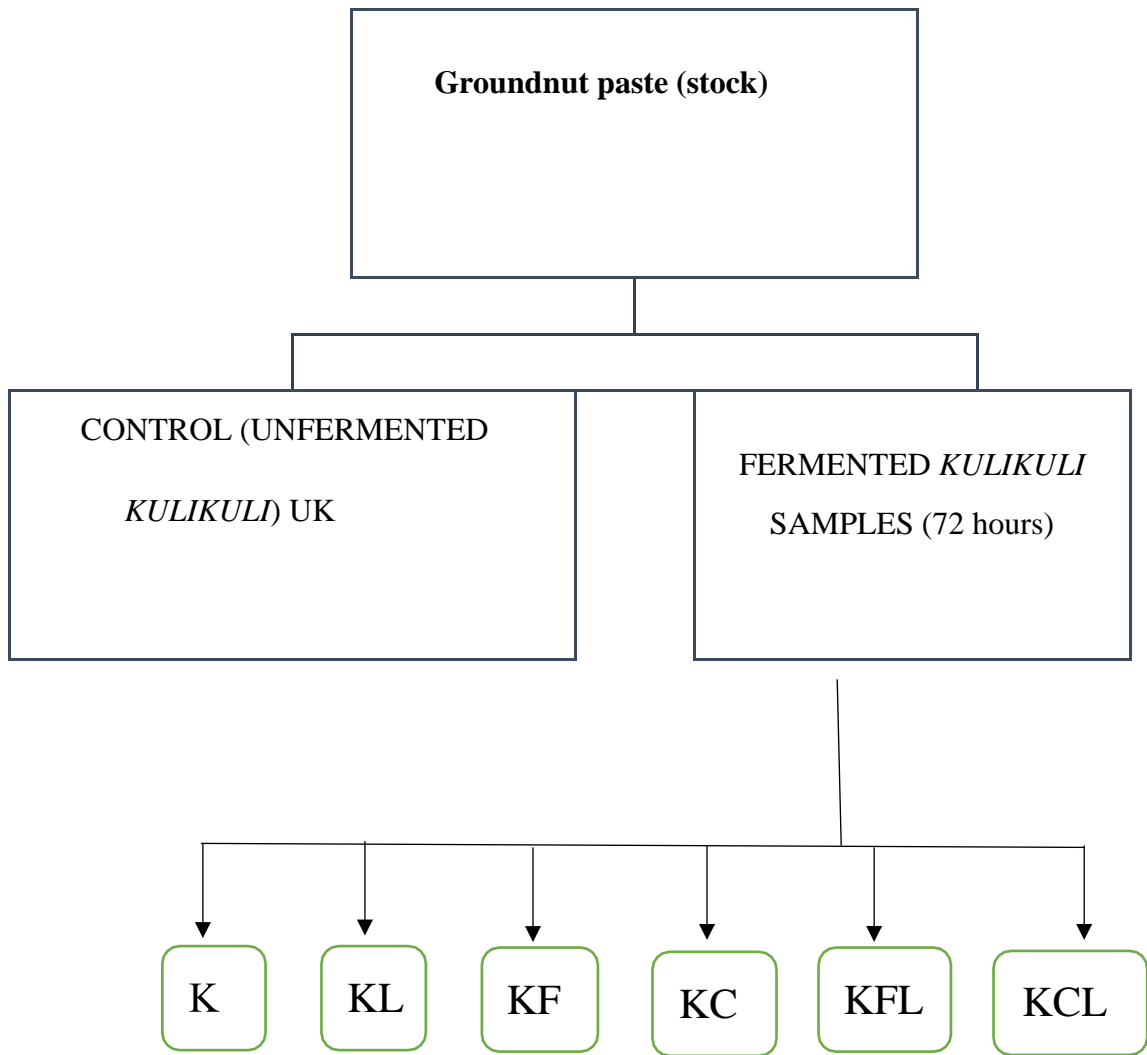 Groundnut paste (stock)
CONTROL (UNFERMENTED
KULIKULI) UK
FERMENTED KULIKULI
SAMPLES (72 hours)
K
KL
KF
KC
KFL
KCL